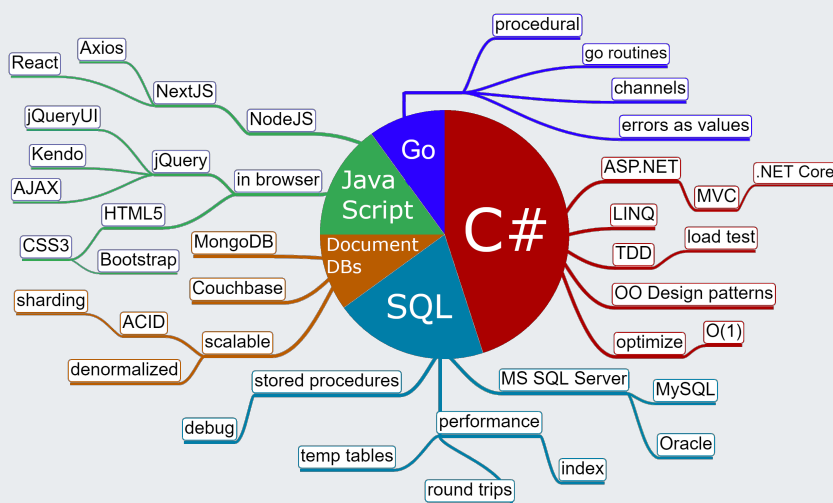 procedural
Axios
go routines
React
NextJS
channels
jQueryUI
NodeJS
errors as values
Go
Kendo
jQuery
ASP.NET
.NET Core
AJAX
in browser
Java
Script
MVC
HTML5
LINQ
C#
CSS3
MongoDB
Document
DBs
TDD
load test
Bootstrap
Couchbase
OO Design patterns
sharding
SQL
ACID
scalable
optimize
O(1)
denormalized
stored procedures
MS SQL Server
MySQL
debug
performance
Oracle
temp tables
index
round trips